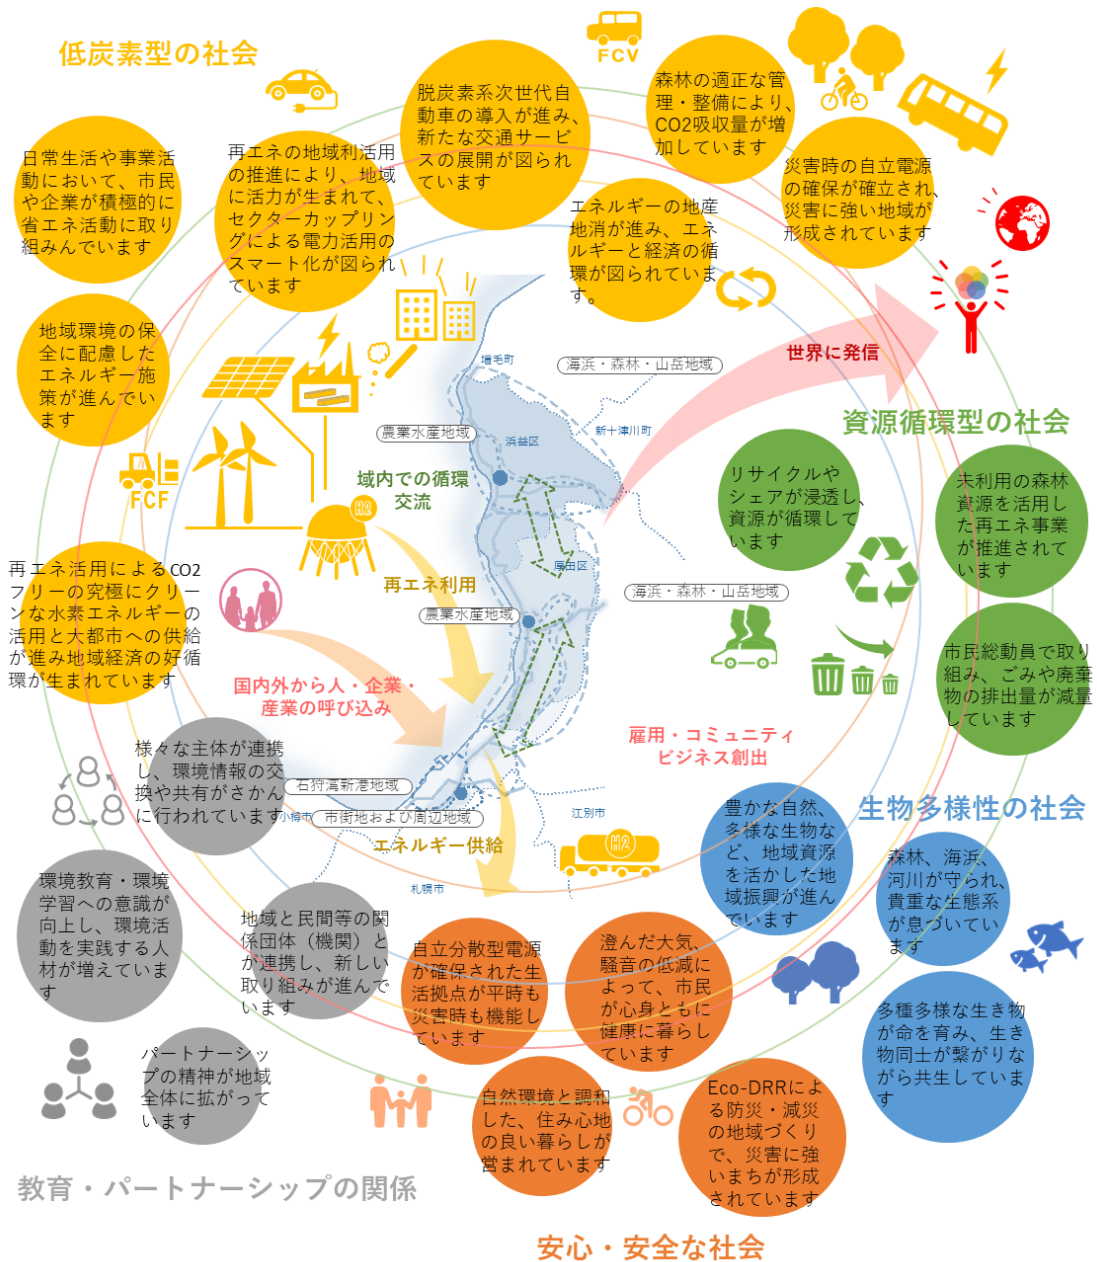 低炭素型の社会
FCV
脱炭素系次世代自
動車の導入が進み、
新たな交通サービ
スの展開が図られ
ています
森林の適正な管
理・整備により、
CO2吸収量が増
加しています
日常生活や事業活
動において、市民
や企業が積極的に
省エネ活動に取り
組みんでいます
再エネの地域利活用
の推進により、地域
に活力が生まれて、
セクターカップリン
グによる電力活用の
スマート化が図られ
ています
災害時の自立電源
の確保が確立され、
災害に強い地域が
形成されています
エネルギーの地産
地消が進み、エネ
ルギーと経済の循
環が図られていま
す。
地域環境の保
全に配慮した
エネルギー施
策が進んでい
ます
世界に発信
増毛町
海浜・森林・山岳地域
資源循環型の社会
農業水産地域
浜益区
新十津川町
FCF
域内での循環
交流
H2
リサイクルや
シェアが浸透し、
資源が循環して
います
未利用の森林
資源を活用し
た再エネ事業
が推進されて
います
再エネ活用によるCO2
フリーの究極にクリー
ンな水素エネルギーの
活用と大都市への供給
が進み地域経済の好循
環が生まれています
再エネ利用
厚田区
農業水産地域
海浜・森林・山岳地域
市民総動員で取り
組み、ごみや廃棄
物の排出量が減量
しています
国内外から人・企業・
産業の呼び込み
雇用・コミュニティ
ビジネス創出
様々な主体が連携
し、環境情報の交
換や共有がさかん
に行われています
石狩湾新港地域
小樽市
市街地および周辺地域
江別市
エネルギー供給
H2
札幌市
生物多様性の社会
豊かな自然、
多様な生物な
ど、地域資源
を活かした地
域振興が進ん
でいます
森林、海浜、
河川が守られ、
貴重な生態系
が息づいてい
ます
環境教育・環境
学習への意識が
向上し、環境活
動を実践する人
材が増えていま
す
地域と民間等の関
係団体（機関）と
が連携し、新しい
取り組みが進んで
います
自立分散型電源
が確保された生
活拠点が平時も
災害時も機能し
ています
澄んだ大気、
騒音の低減に
よって、市民
が心身ともに
健康に暮らし
ています
多種多様な生き物
が命を育み、生き
物同士が繋がりな
がら共生していま
す
パートナーシッ
プの精神が地域
全体に拡がって
います
自然環境と調和
した、住み心地
の良い暮らしが
営まれています
Eco-DRRによ
る防災・減災
の地域づくり
で、災害に強
いまちが形成
されています
教育・パートナーシップの関係
安心・安全な社会